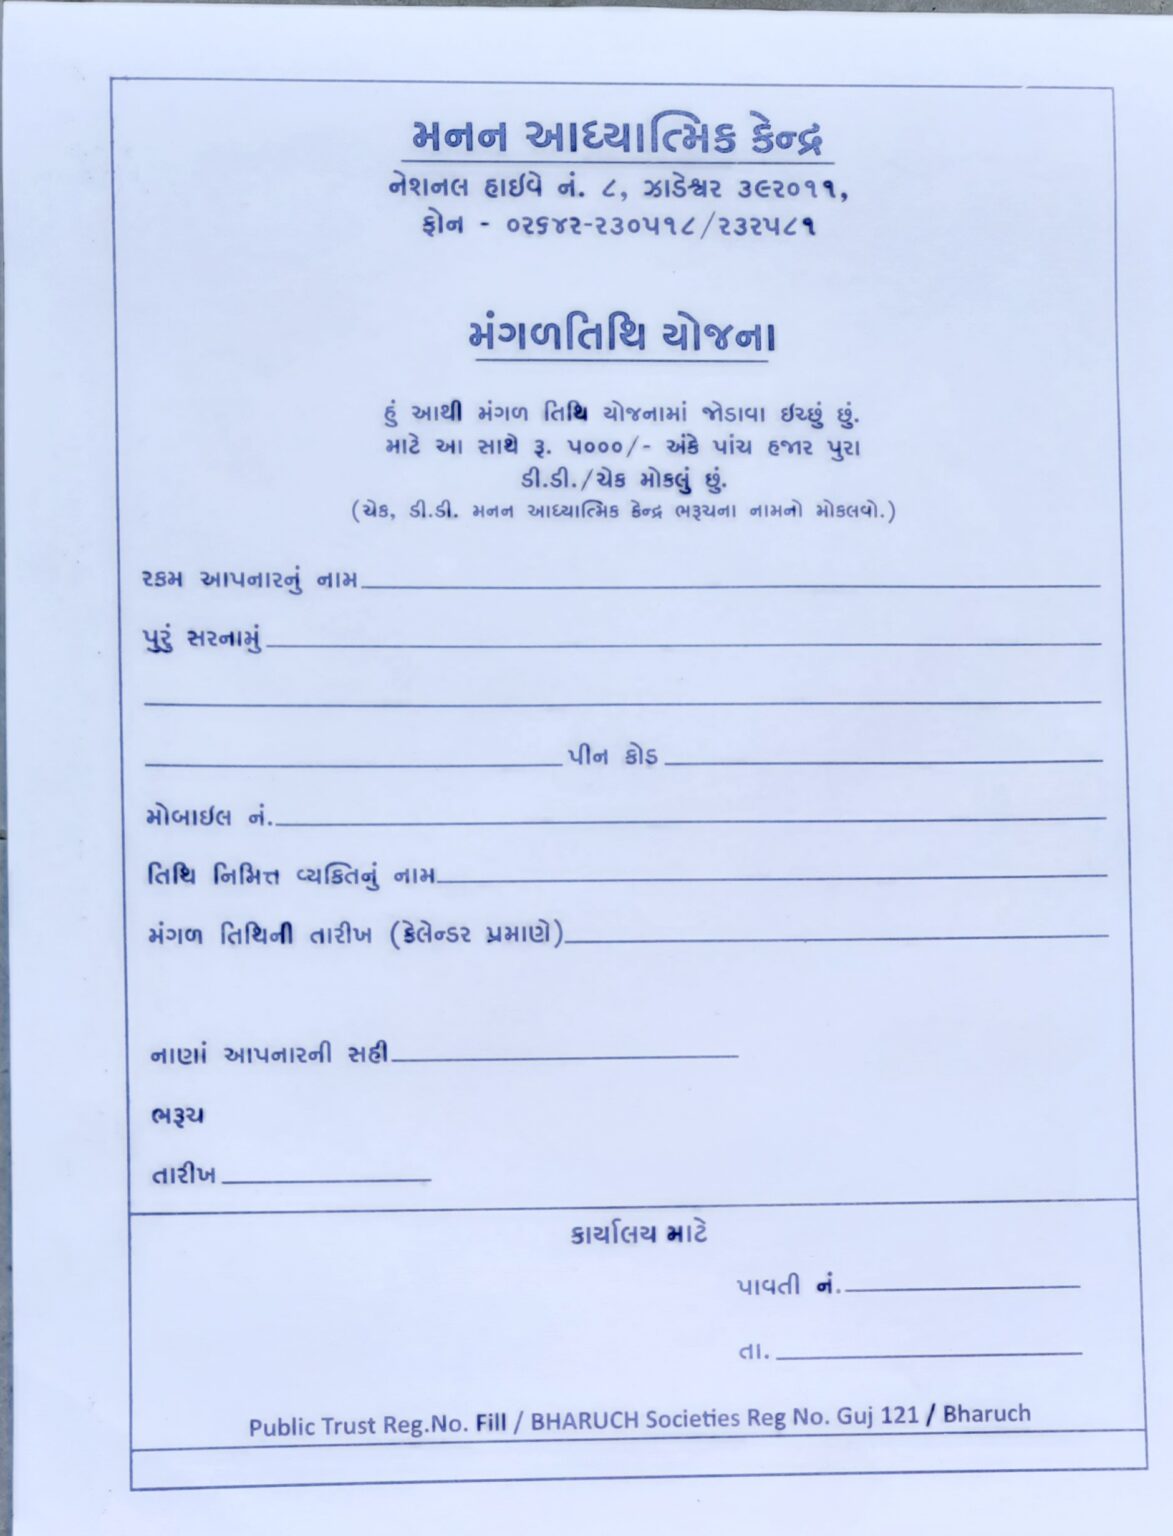 મનન આધ્યાત્મિક કેન્દ્ર
નેશનલ હાઈવે નં. ૮, ઝાડેશ્વર ૩૯૨૦૧૧,
ફોન - ૦૨૬૪૨-૨૩૦૫૧૮/૨૩૨૫૮૧
મંગળતિથિ યોજના
હું આથી મંગળ તિથિ યોજનામાં જોડાવા ઈચ્છું છું.
માટે આ સાથે રૂ. ૫૦૦૦/- અંકે પાંચ હજાર પુરા
ડી.ડી./ચેક મોકલું છું.
(ચેક, ડી.ડી. મનન આધ્યાત્મિક કેન્દ્ર ભરૂચના નામનો મોકલવો.)
રકમ આપનારનું નામ
પુરું સરનામું
પીન કોડ
મોબાઈલ નં.
તિથિ નિમિત્ત વ્યક્તિનું નામ
મંગળ તિથિની તારીખ (કેલેન્ડર પ્રમાણે)
નાણાં આપનારની સહી
ભરૂચ
તારીખ
કાર્યાલય માટે
પાવતી નં.
તા.
Public Trust Reg.No. Fill / BHARUCH Societies Reg No. Guj 121 / Bharuch